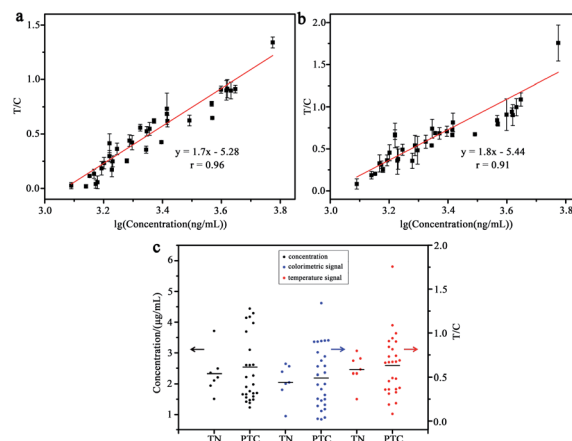 a
T/C
1.5
1.0
0.5
0.0
y = 1.7x - 5.28
r = 0.96
3.0 3.2 3.4 3.6 3.8
lg(Concentration(ng/mL))
b
T/C
2.0
1.5
1.0
0.5
0.0
y = 1.8x - 5.44
r = 0.91
3.0 3.2 3.4 3.6 3.8
lg(Concentration(ng/mL))
c
Concentration/(μg/mL)
6
5
4
3
2
1
concentration
colorimetric signal
temperature signal
2.0
1.5
1.0
0.5
0.0
T/C
TN PTC TN PTC TN PTC